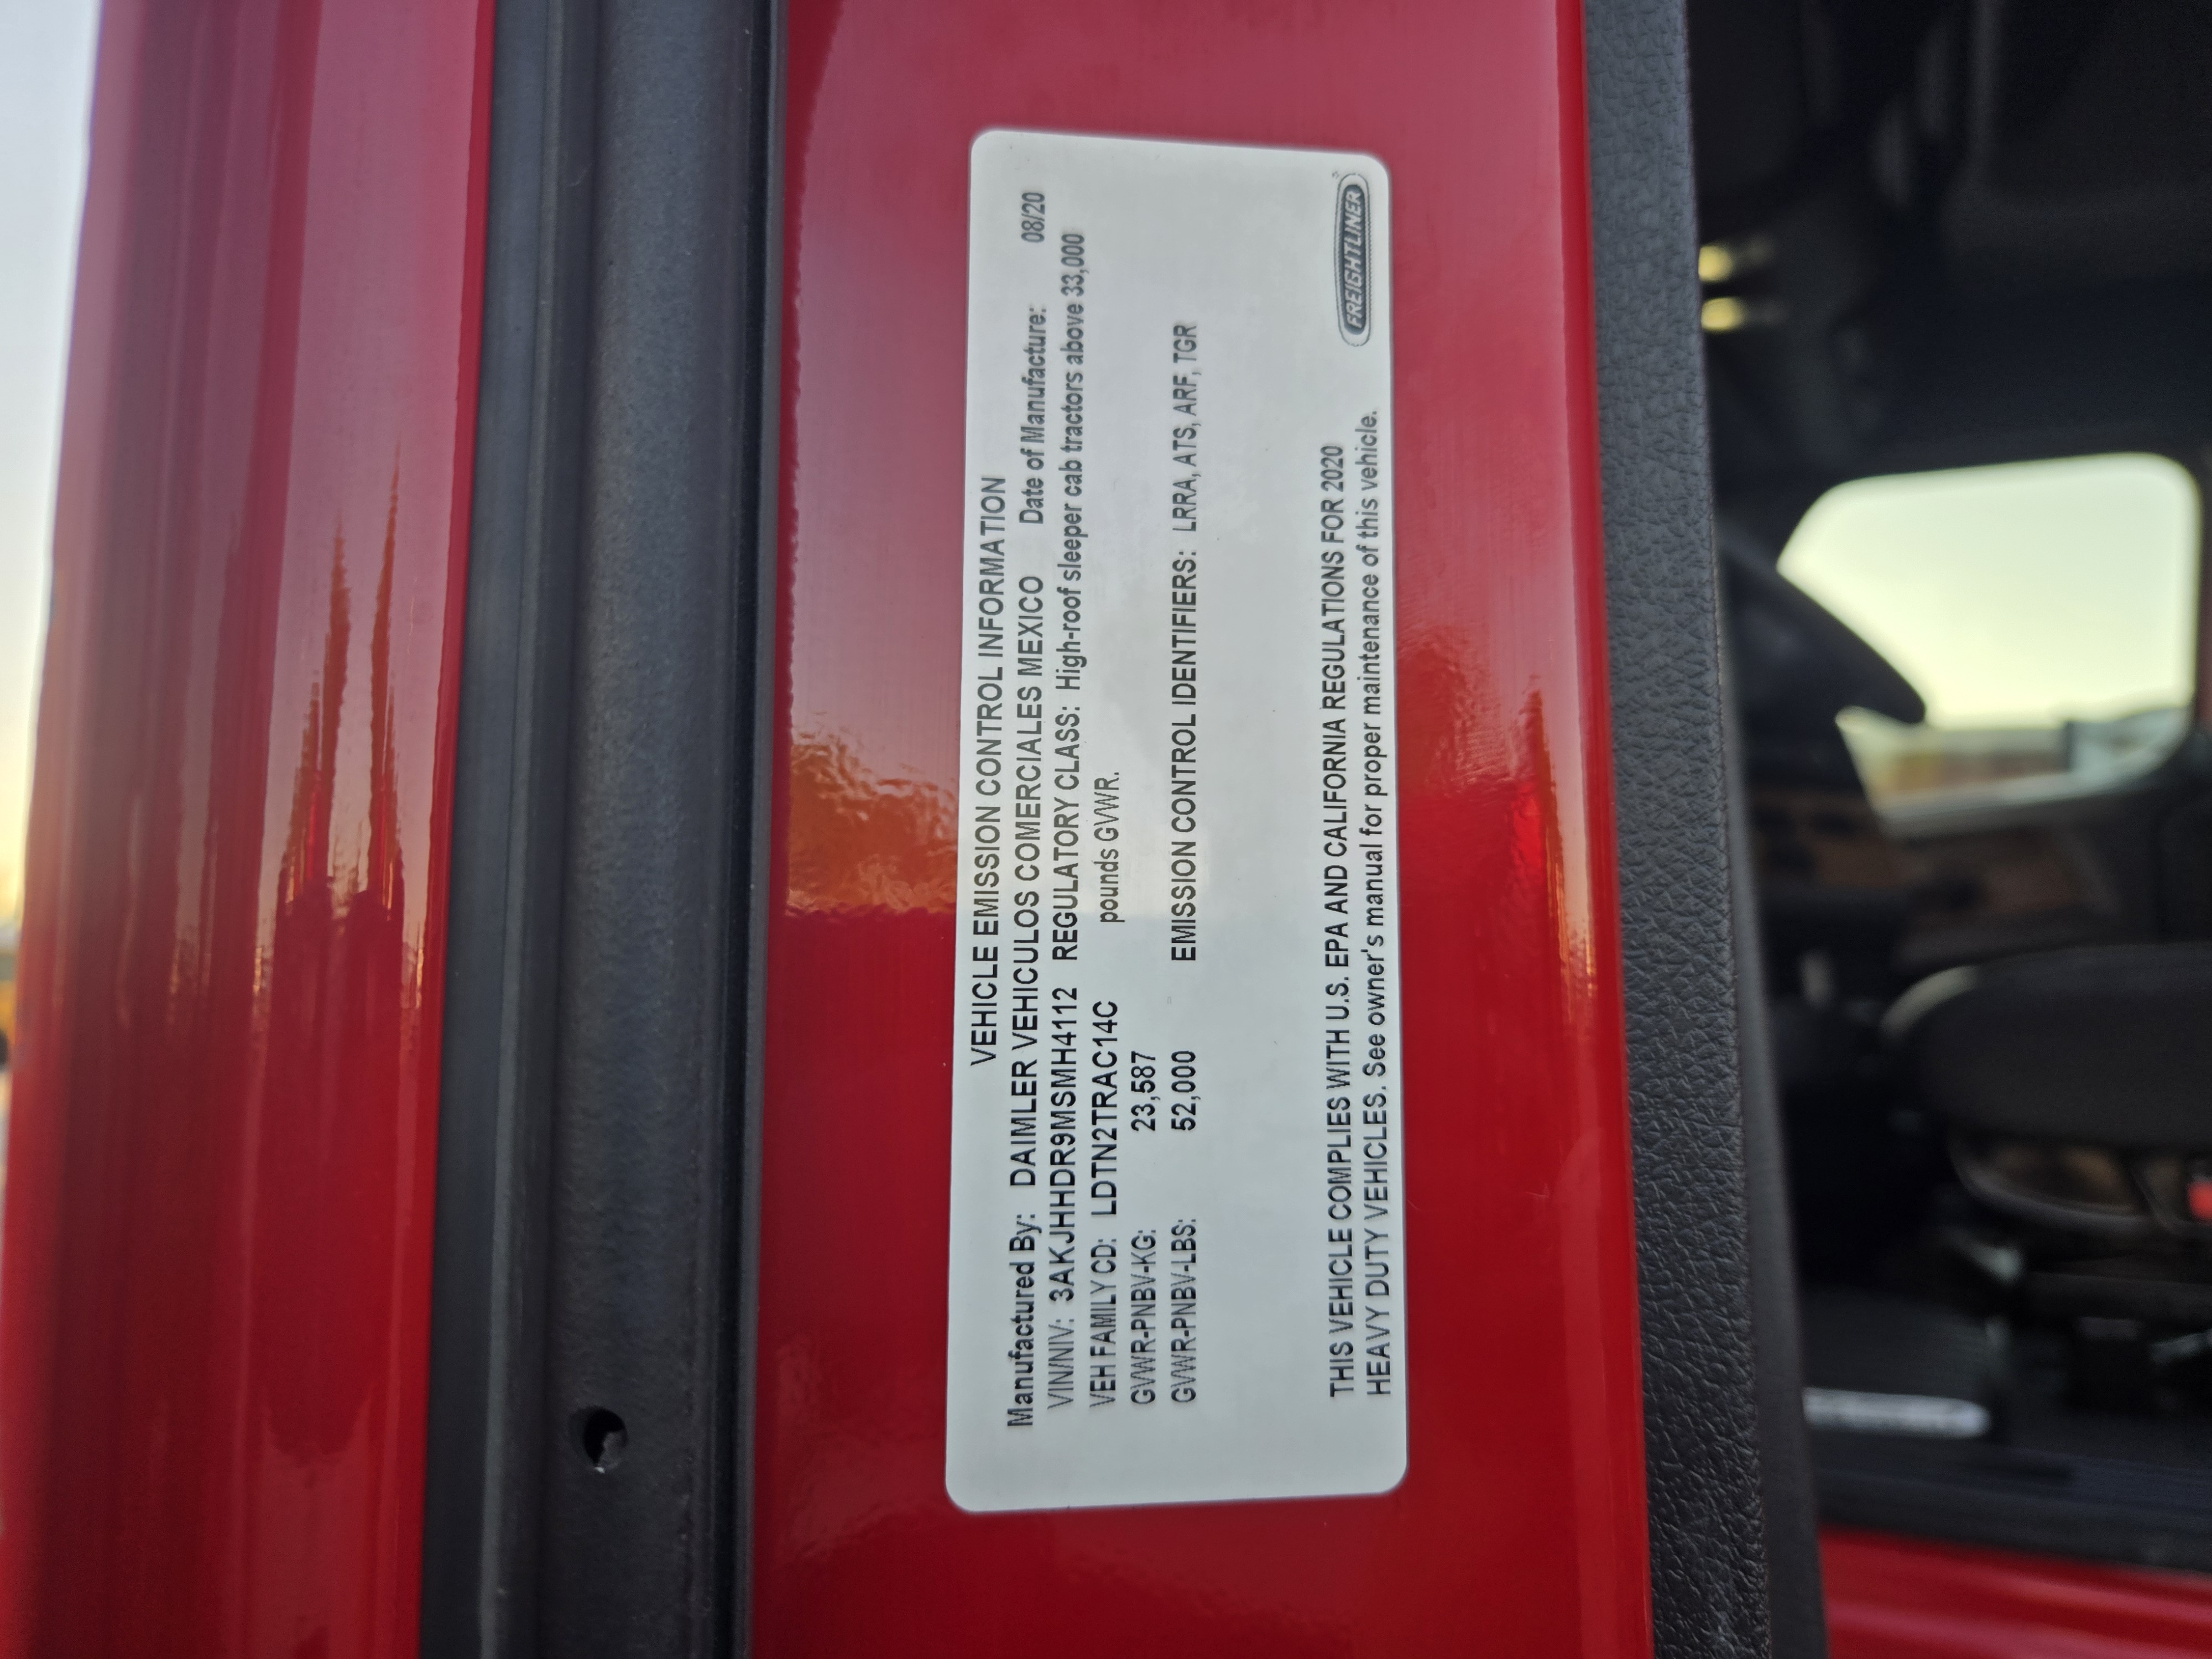 VEHICLE EMISSION CONTROL INFORMATION
Manufactured By: DAIMLER VEHICULOS COMERCIALES MEXICO Date of Manufacture: 08/20
VIN/NIV: 3AKJHHDR9MSMH4112 REGULATORY CLASS: High-roof sleeper cab tractors above 33,000
VEH FAMILY CD: LDTN2TRAC14C pounds GVWR.
GVWR-PNBV-KG: 23,587
GVWR-PNBV-LBS: 52,000 EMISSION CONTROL IDENTIFIERS: LRRA, ATS, ARF, TGR
THIS VEHICLE COMPLIES WITH U.S. EPA AND CALIFORNIA REGULATIONS FOR 2020
HEAVY DUTY VEHICLES. See owner's manual for proper maintenance of this vehicle.
FREIGHTLINER